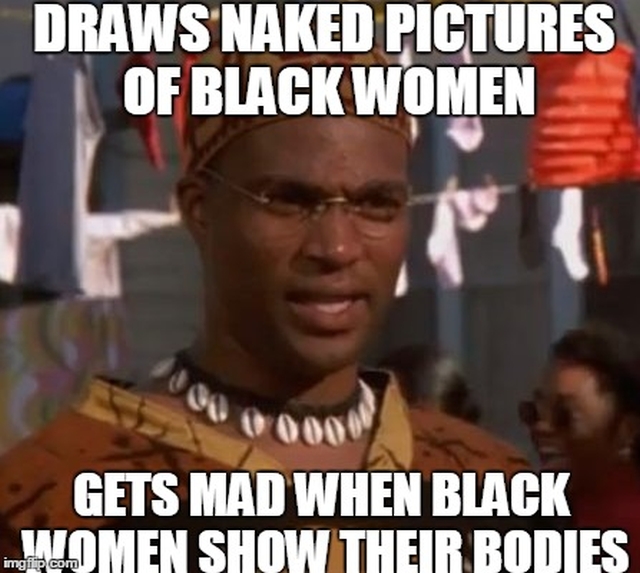 DRAWS NAKED PICTURES
OF BLACK WOMEN
GETS MAD WHEN BLACK
WOMEN SHOW THEIR BODIES
imgflip.com